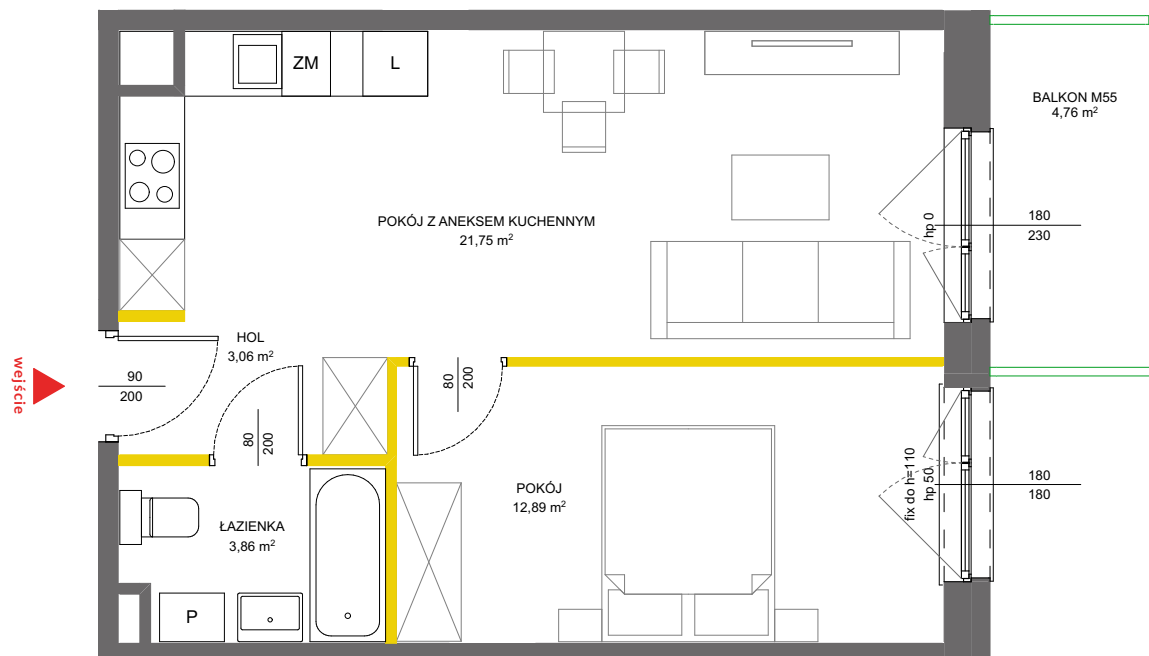 ZM
L
BALKON M55
4,76 m²
POKÓJ Z ANEKSEM KUCHENNYM
21,75 m²
hp 0
180
230
HOL
3,06 m²
wejście
90
200
80
200
80
200
ŁAZIENKA
3,86 m²
POKÓJ
12,89 m²
fix do h=110
hp 50
180
180
P